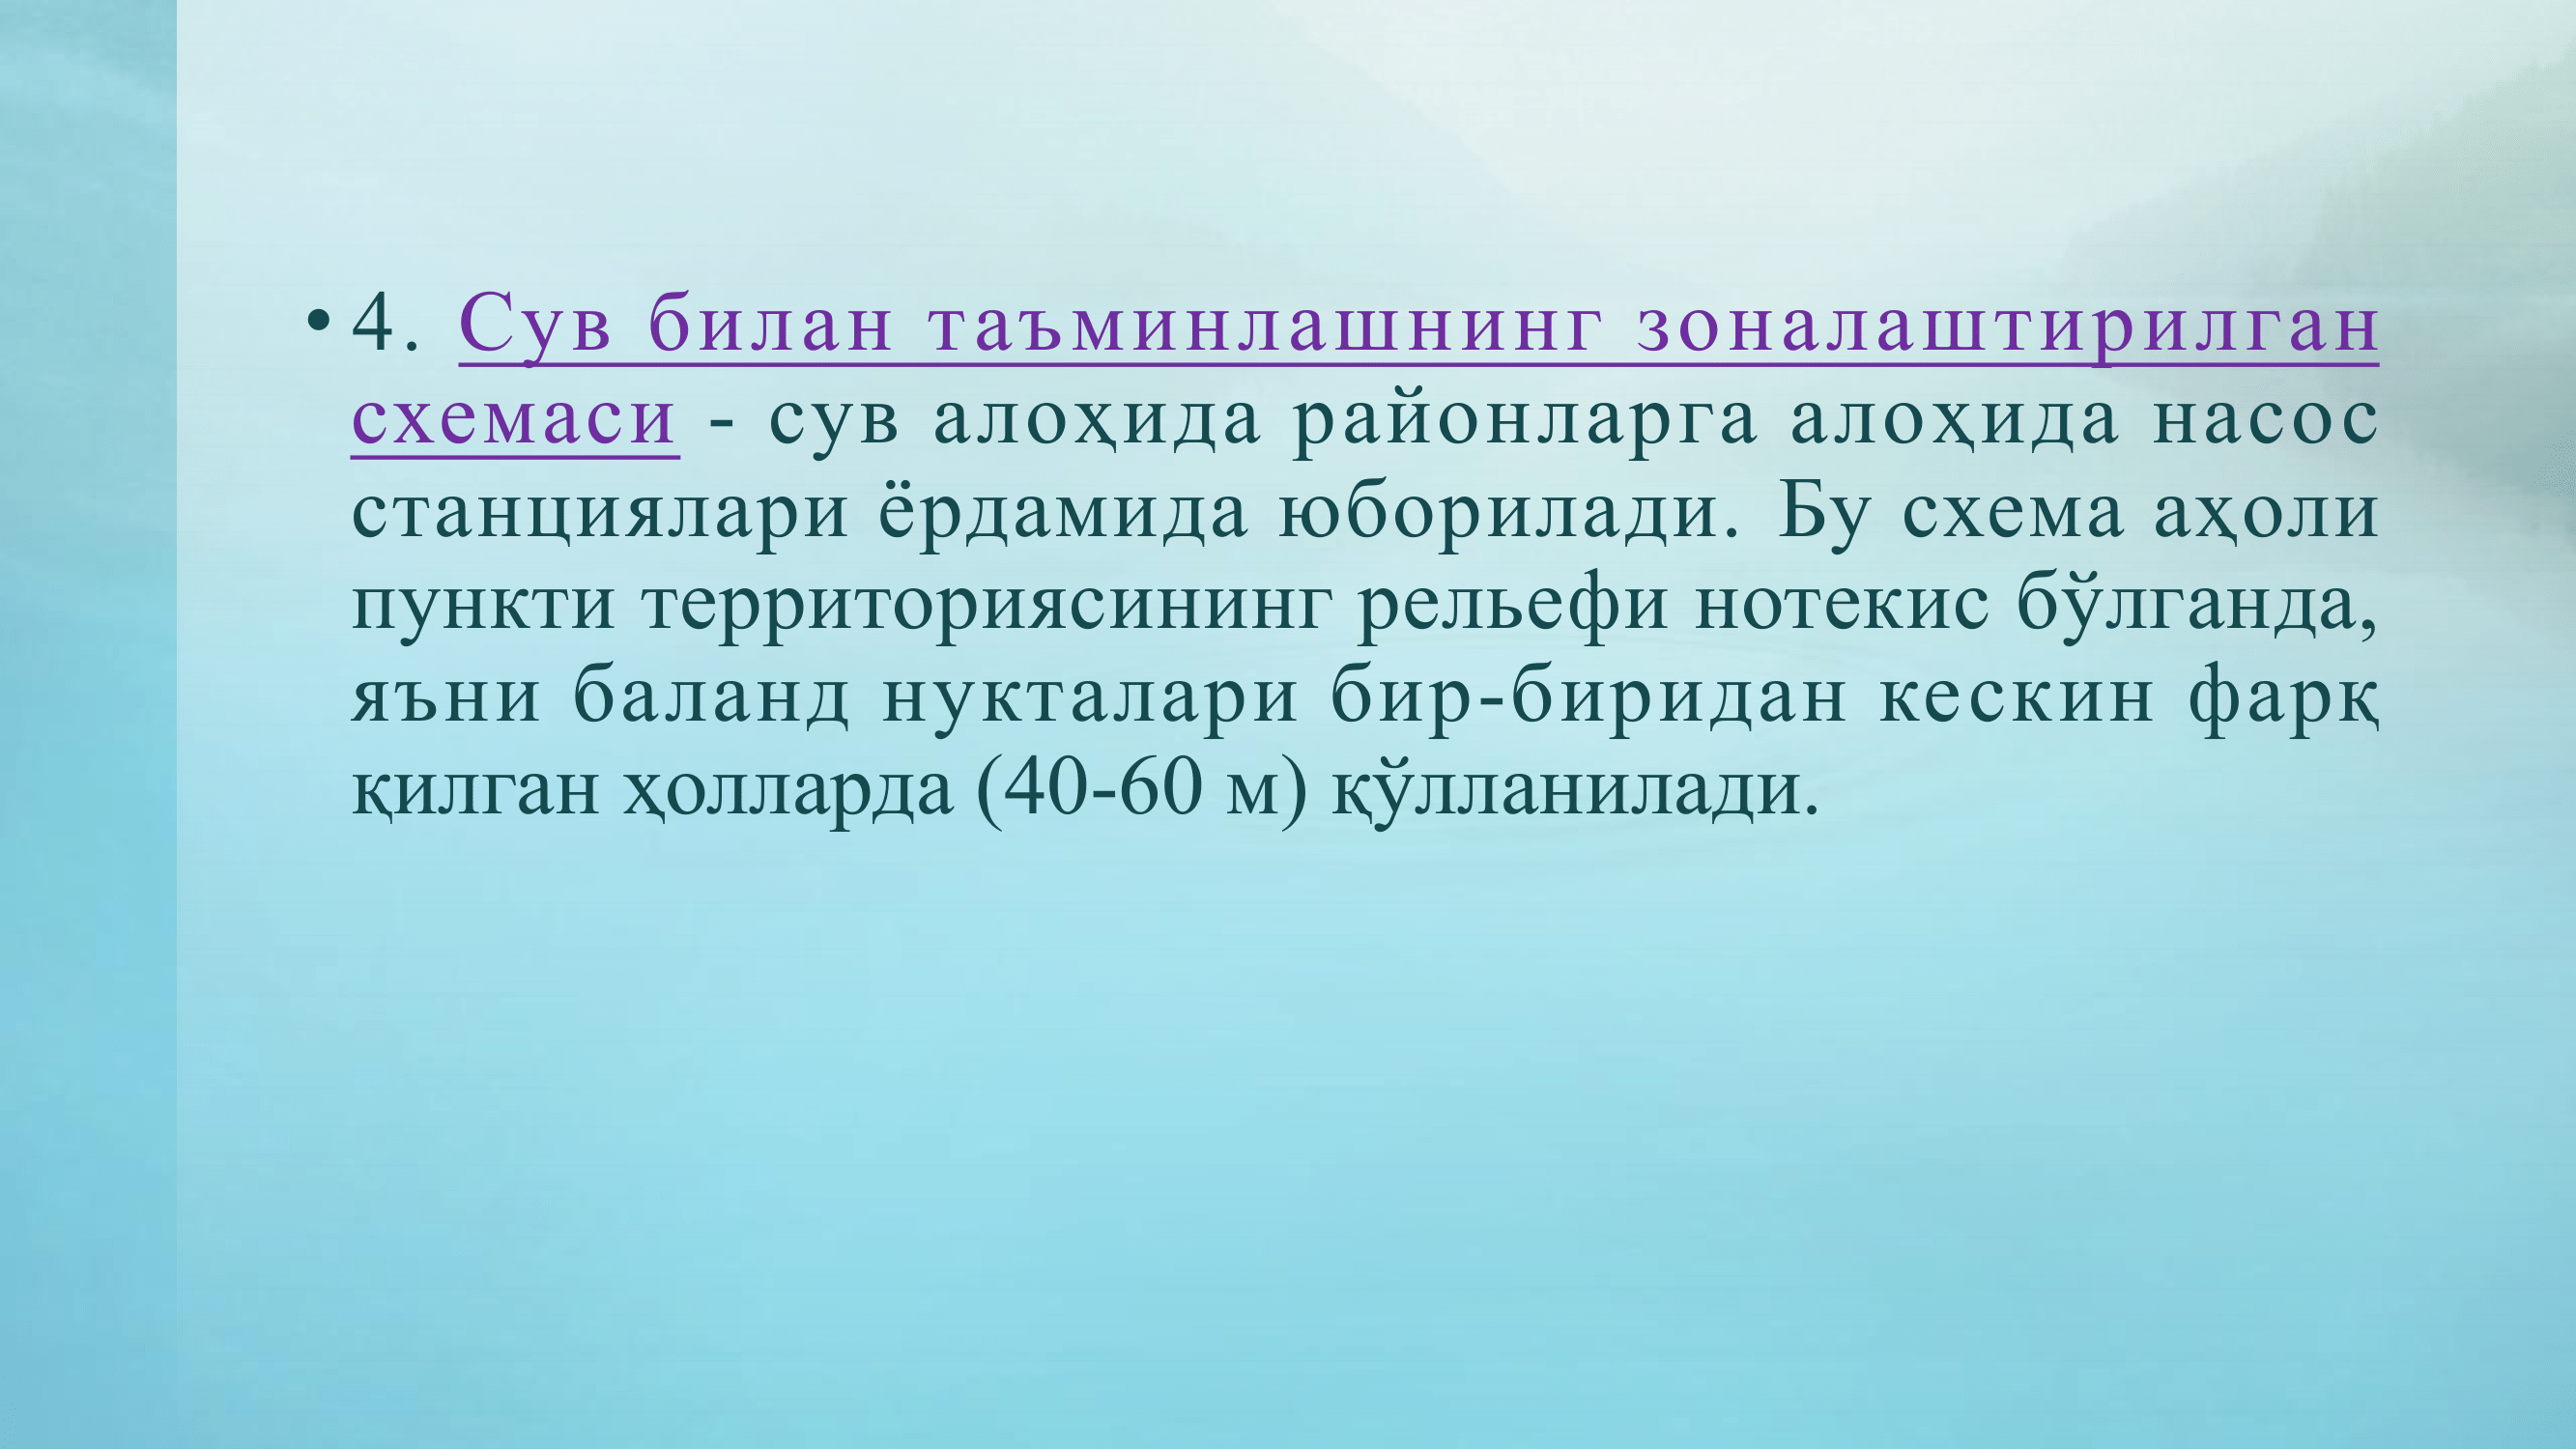 • 4. Сув билан таъминлашнинг зоналаштирилган
схемаси - сув алоҳида районларга алоҳида насос
станциялари ёрдамида юборилади. Бу схема аҳоли
пункти территориясининг рельефи нотекис бўлганда,
яъни баланд нукталари бир-биридан кескин фарқ
қилган ҳолларда (40-60 м) қўлланилади.